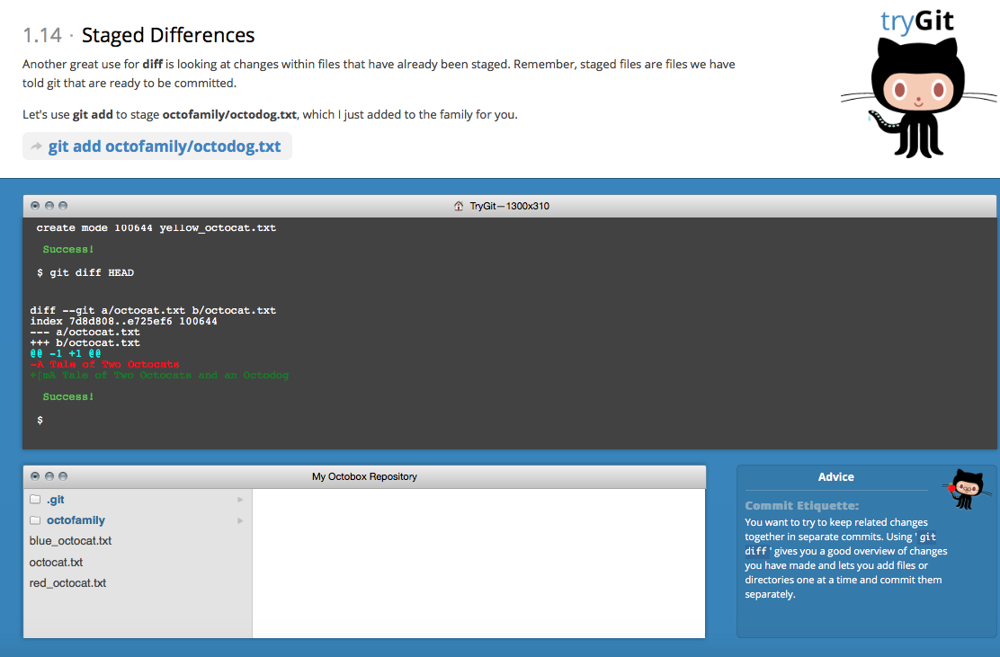 1.14 · Staged Differences
tryGit
Another great use for diff is looking at changes within files that have already been staged. Remember, staged files are files we have
told git that are ready to be committed.
Let's use git add to stage octofamily/octodog.txt, which I just added to the family for you.
git add octofamily/octodog.txt
TryGit—1300x310
create mode 100644 yellow_octocat.txt
Success!
$ git diff HEAD
diff --git a/octocat.txt b/octocat.txt
index 7d8d808..e725ef6 100644
--- a/octocat.txt
+++ b/octocat.txt
@@ -1 +1 @@
-A Tale of Two Octocats
+[mA Tale of Two Octocats and an Octodog
Success!
$
My Octobox Repository
.git
octofamily
blue_octocat.txt
octocat.txt
red_octocat.txt
Advice
Commit Etiquette:
You want to try to keep related changes
together in separate commits. Using 'git
diff' gives you a good overview of changes
you have made and lets you add files or
directories one at a time and commit them
separately.